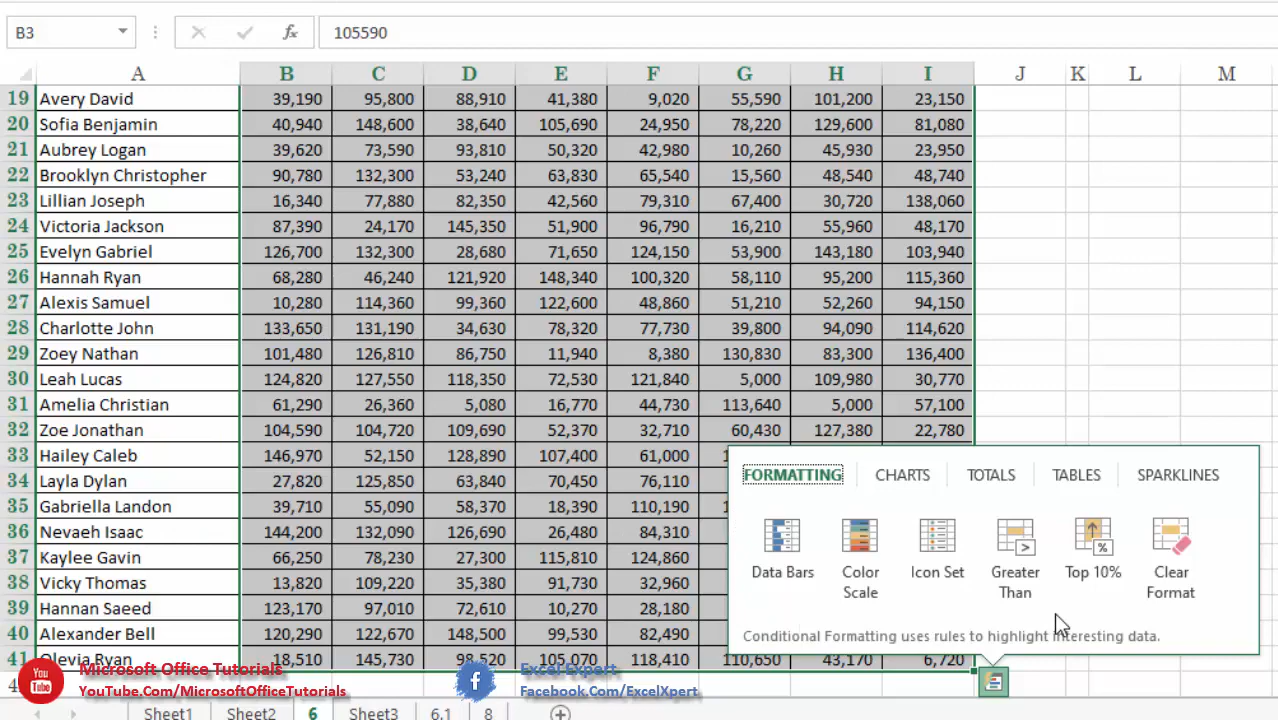 B3 fx 105590
A B C D E F G H I J K L M
19 Avery David 39,190 95,800 88,910 41,380 9,020 55,590 101,200 23,150
20 Sofia Benjamin 40,940 148,600 38,640 105,690 24,950 78,220 129,600 81,080
21 Aubrey Logan 39,620 73,590 93,810 50,320 42,980 10,260 45,930 23,950
22 Brooklyn Christopher 90,780 132,300 53,240 63,830 65,540 15,560 48,540 48,740
23 Lillian Joseph 16,340 77,880 82,350 42,560 79,310 67,400 30,720 138,060
24 Victoria Jackson 87,390 24,170 145,350 51,900 96,790 16,210 55,960 48,170
25 Evelyn Gabriel 126,700 132,300 28,680 71,650 124,150 53,900 143,180 103,940
26 Hannah Ryan 68,280 46,240 121,920 148,340 100,320 58,110 95,200 115,360
27 Alexis Samuel 10,280 114,360 99,360 122,600 48,860 51,210 52,260 94,150
28 Charlotte John 133,650 131,190 34,630 78,320 77,730 39,800 94,090 114,620
29 Zoey Nathan 101,480 126,810 86,750 11,940 8,380 130,830 83,300 136,400
30 Leah Lucas 124,820 127,550 118,350 72,530 121,840 5,000 109,980 30,770
31 Amelia Christian 61,290 26,360 5,080 16,770 44,730 113,640 5,000 57,100
32 Zoe Jonathan 104,590 104,720 109,690 52,370 32,710 60,430 127,380 22,780
33 Hailey Caleb 146,970 52,150 128,890 107,400 61,000
34 Layla Dylan 27,820 125,850 63,840 70,450 76,110
35 Gabriella Landon 39,710 55,090 58,370 18,390 110,190
36 Nevaeh Isaac 144,200 132,090 126,690 26,480 84,310
37 Kaylee Gavin 66,250 78,230 27,300 115,810 124,860
38 Vicky Thomas 13,820 109,220 35,380 91,730 32,960
39 Hannan Saeed 123,170 97,010 72,610 10,270 28,180
40 Alexander Bell 120,290 122,670 148,500 99,530 82,490
41 Olevia Ryan 18,510 145,730 105,070 118,410 110,650 43,170 6,720
FORMATTING CHARTS TOTALS TABLES SPARKLINES
Data Bars Color Scale Icon Set Greater Than Top 10% Clear Format
Conditional Formatting uses rules to highlight interesting data.
You Tube
Microsoft Office Tutorials
YouTube.Com/MicrosoftOfficeTutorials
f
Excel Expert
Facebook.Com/ExcelXpert
Sheet1 Sheet2 6 Sheet3 6.1 8